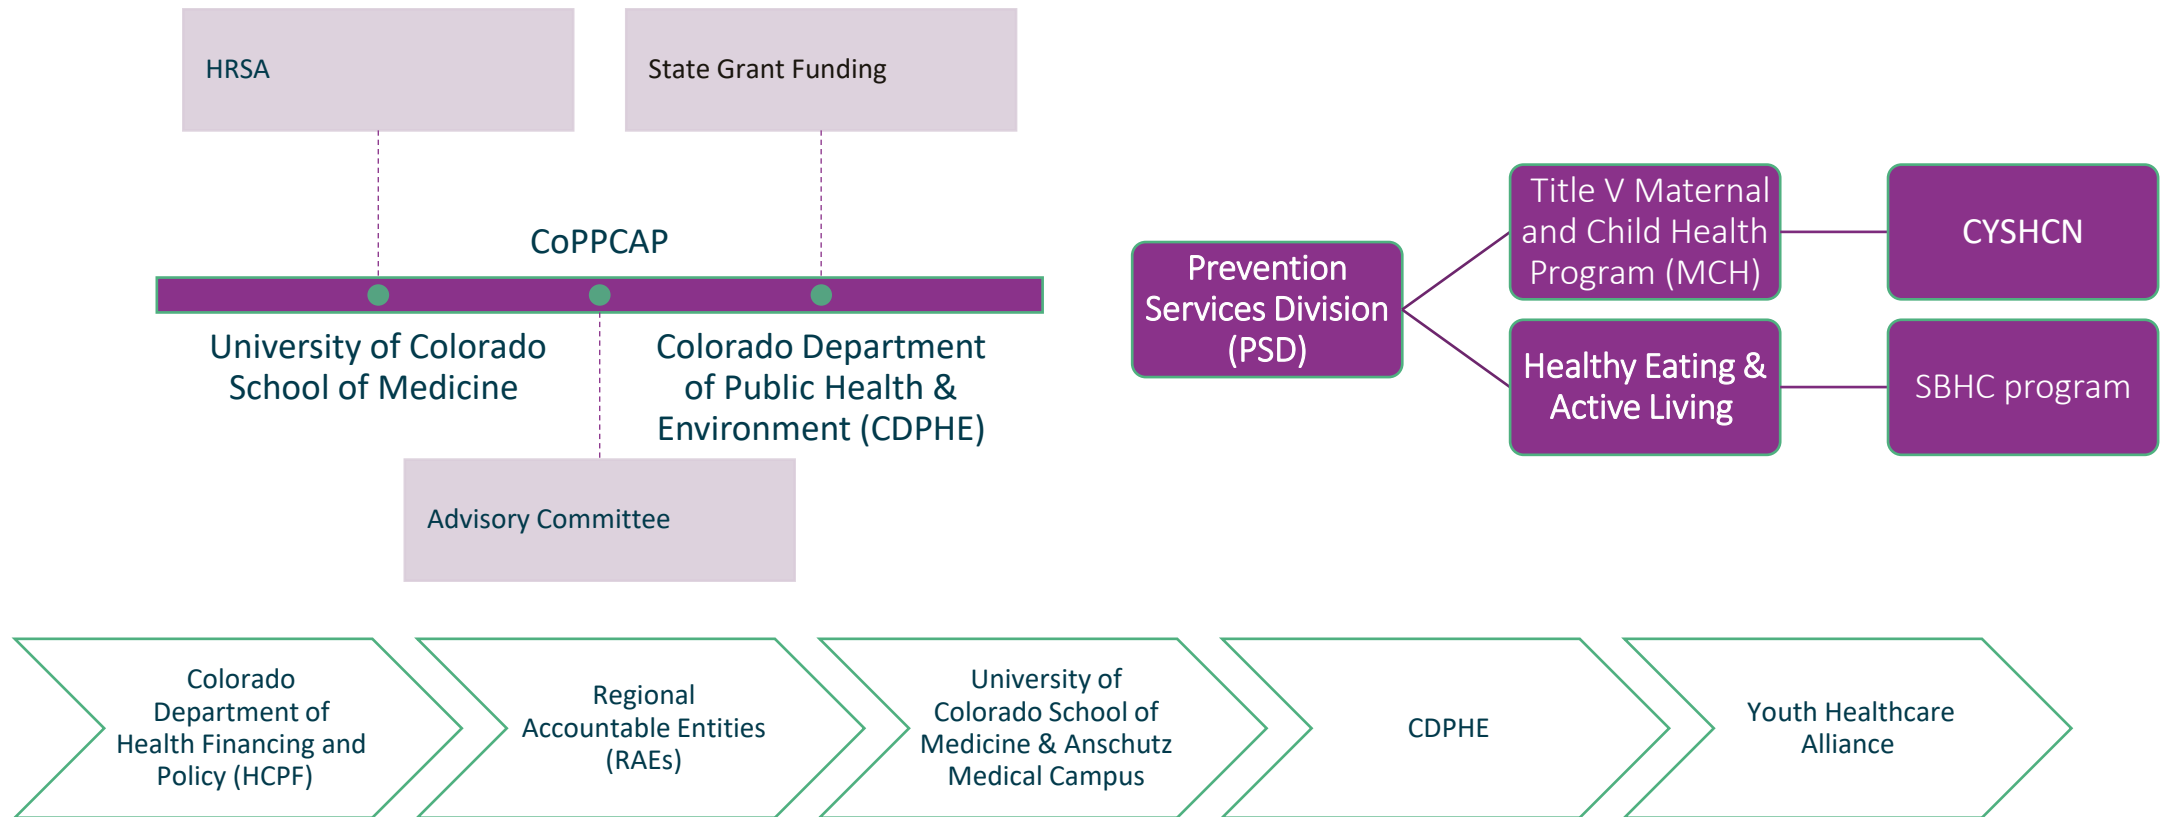 HRSA
State Grant Funding
CoPPCAP
University of Colorado
School of Medicine
Colorado Department
of Public Health &
Environment (CDPHE)
Advisory Committee
Prevention
Services Division
(PSD)
Title V Maternal
and Child Health
Program (MCH)
CYSHCN
Healthy Eating &
Active Living
SBHC program
Colorado
Department of
Health Financing and
Policy (HCPF)
Regional
Accountable Entities
(RAEs)
University of
Colorado School of
Medicine & Anschutz
Medical Campus
CDPHE
Youth Healthcare
Alliance